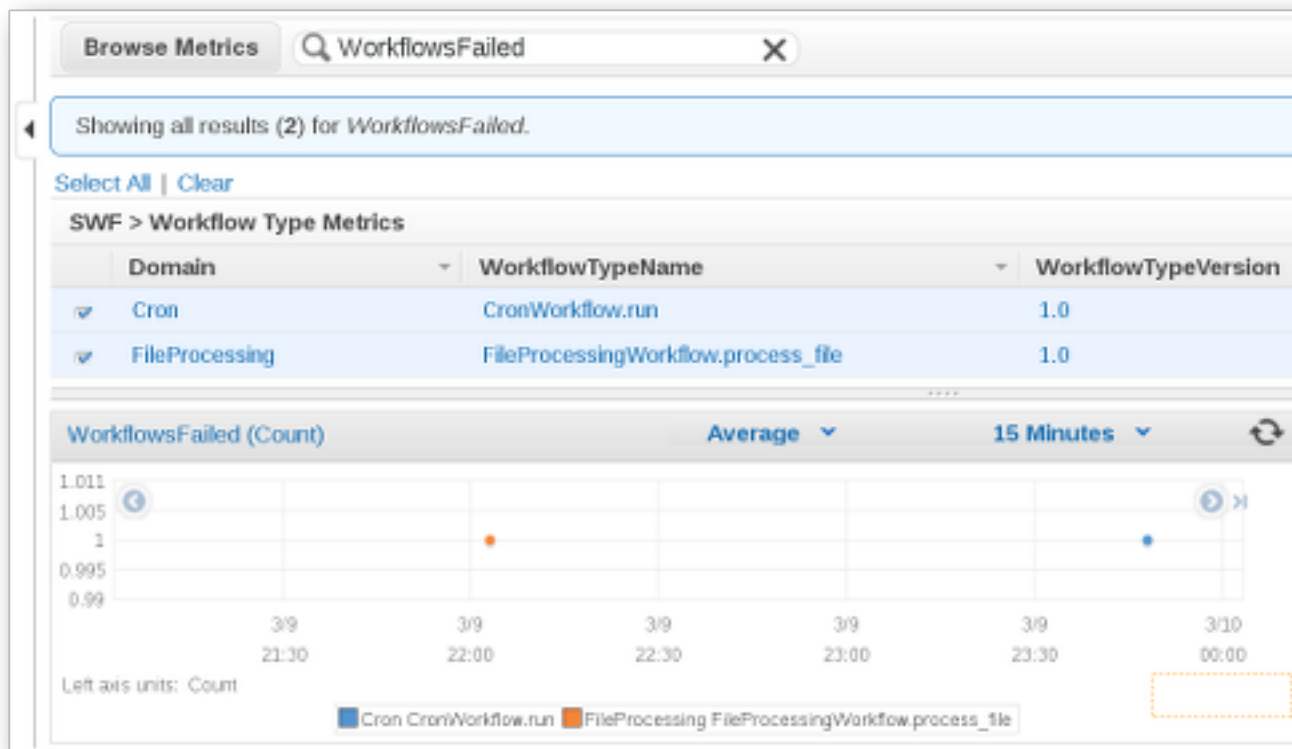 Browse Metrics WorkflowsFailed
Showing all results (2) for WorkflowsFailed.
Select All | Clear
SWF > Workflow Type Metrics
Domain WorkflowTypeName WorkflowTypeVersion
Cron CronWorkflow.run 1.0
FileProcessing FileProcessingWorkflow.process_file 1.0
WorkflowsFailed (Count) Average 15 Minutes
1.011
1.005
1
0.995
0.99
3/9 3/9 3/9 3/9 3/9 3/10
21:30 22:00 22:30 23:00 23:30 00:00
Left axis units: Count
Cron CronWorkflow.run FileProcessing FileProcessingWorkflow.process_file